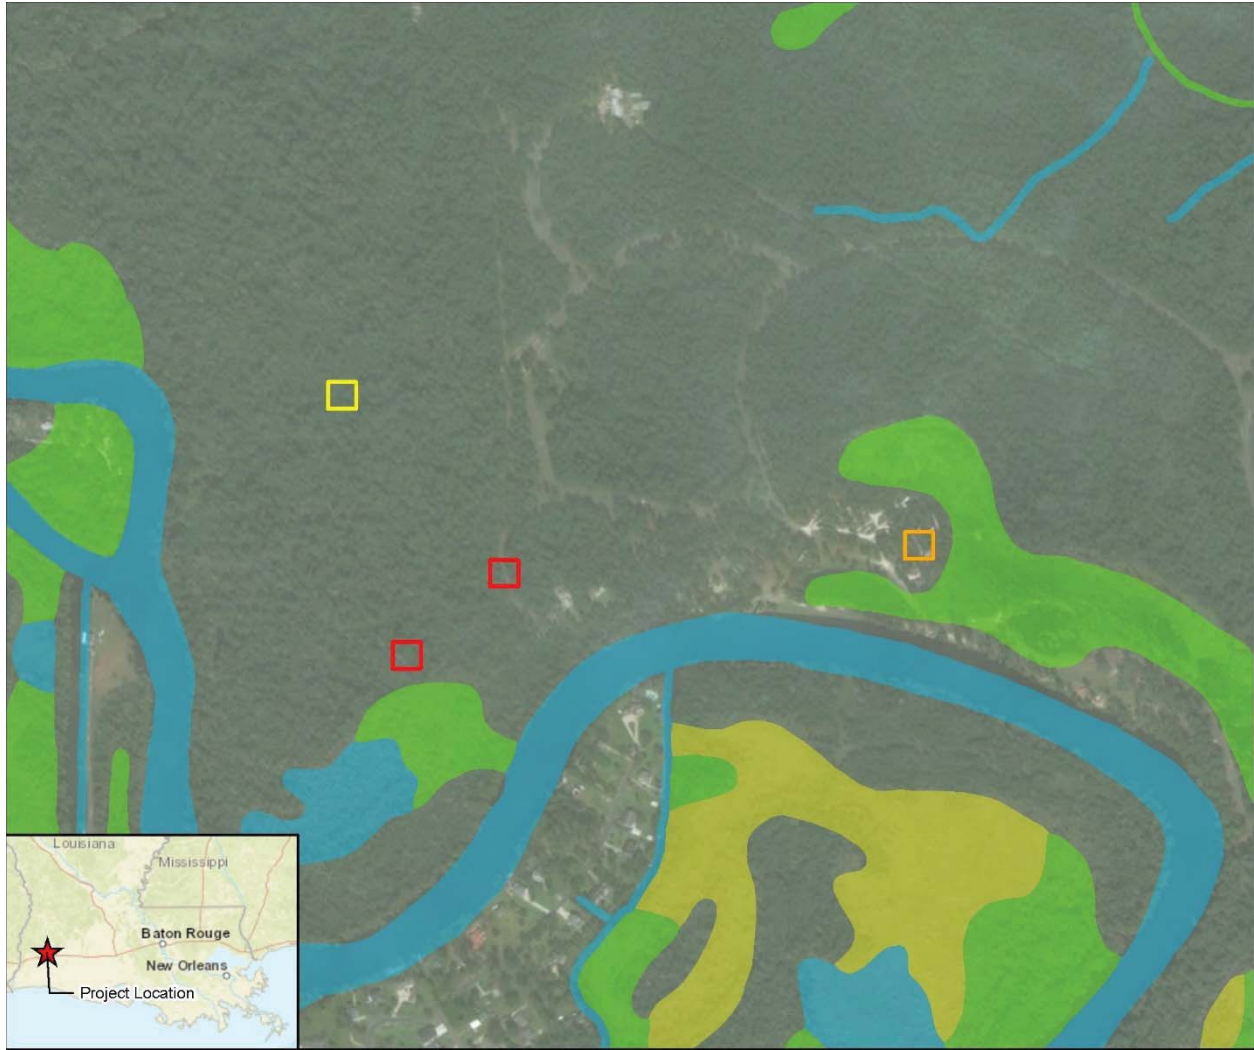 Louisiana
Mississippi
Baton Rouge
New Orleans
Project Location